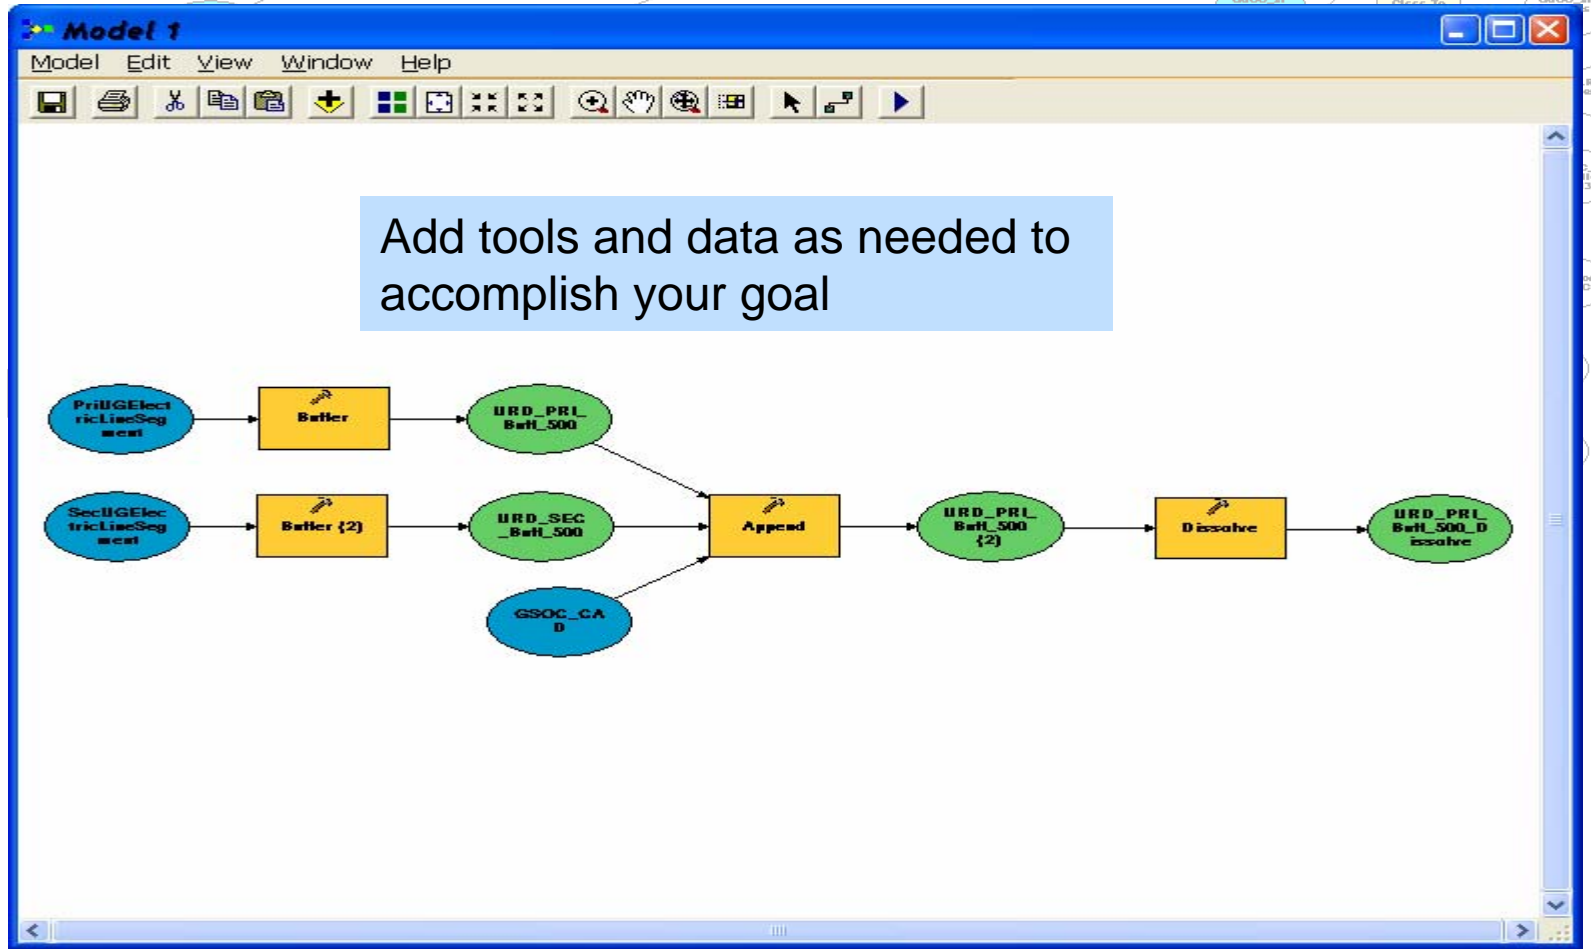 Model 1
Model Edit View Window Help
Add tools and data as needed to
accomplish your goal
PriUGElect
ricLineSeg
ment
Buffer
URD_PRI_
Buff_500
SecUGElec
tricLineSeg
ment
Buffer (2)
URD_SEC
_Buff_500
Append
URD_PRI_
Buff_500
(2)
Dissolve
URD_PRI_
Buff_500_D
issolve
GSOC_CA
D